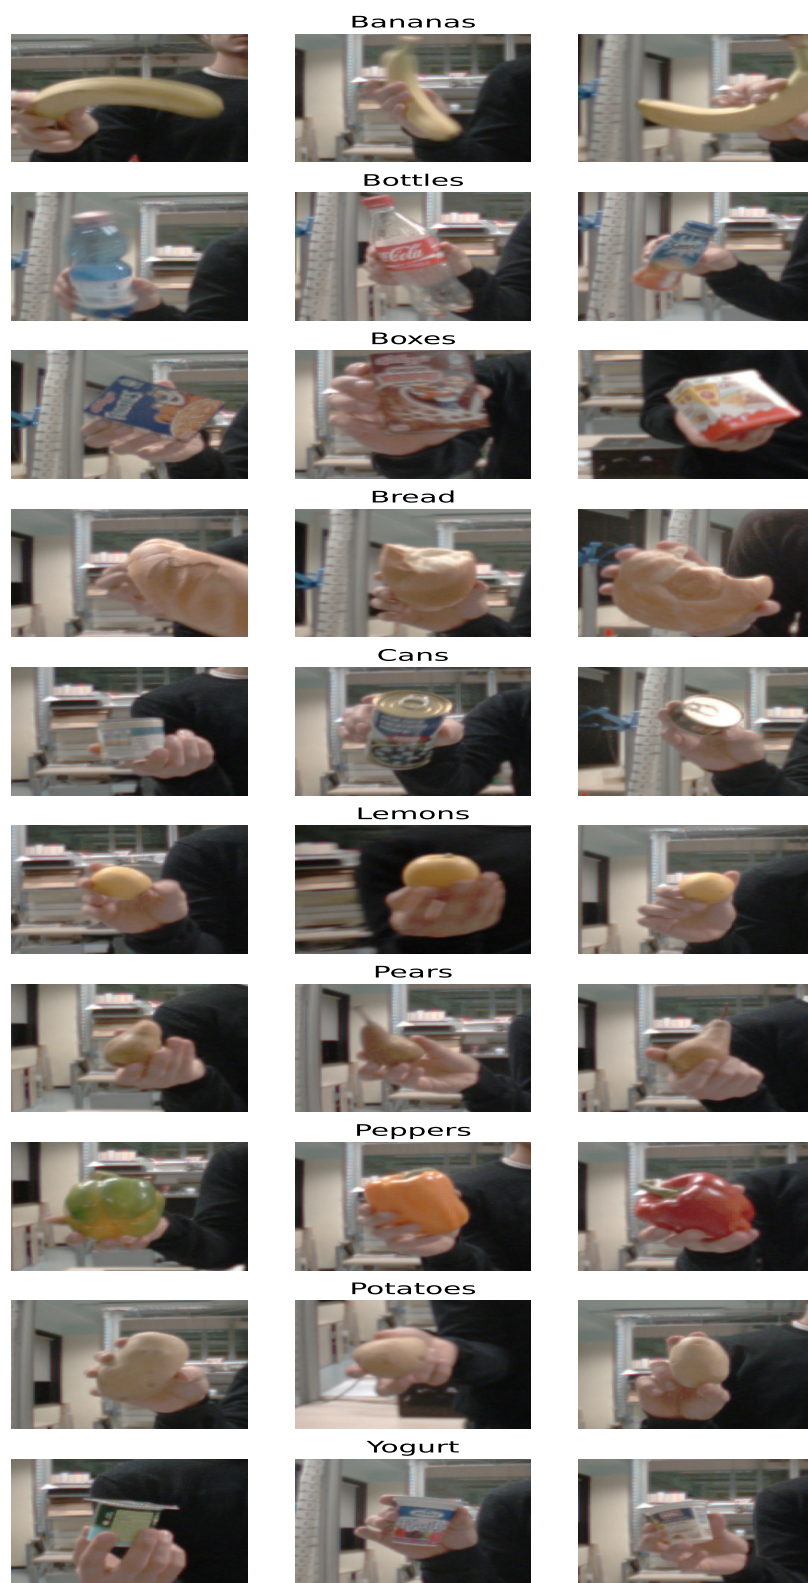 Bananas
Bottles
Coca-Cola
Boxes
Bread
Cans
Lemons
Pears
Peppers
Potatoes
Yogurt